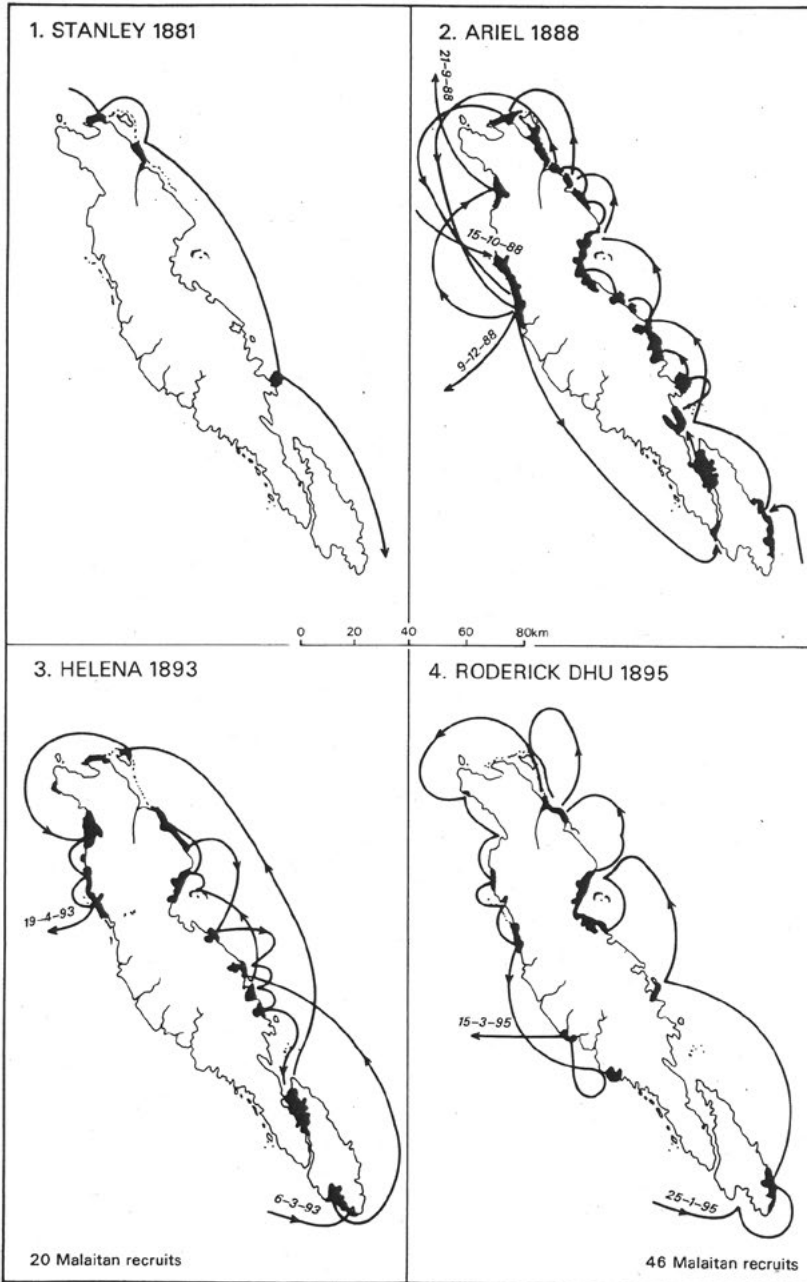 1. STANLEY 1881
2. ARIEL 1888
21-9-88
15-10-88
9-12-88
0 20 40 60 80km
3. HELENA 1893
19-4-93
6-3-93
20 Malaitan recruits
4. RODERICK DHU 1895
15-3-95
25-1-95
46 Malaitan recruits